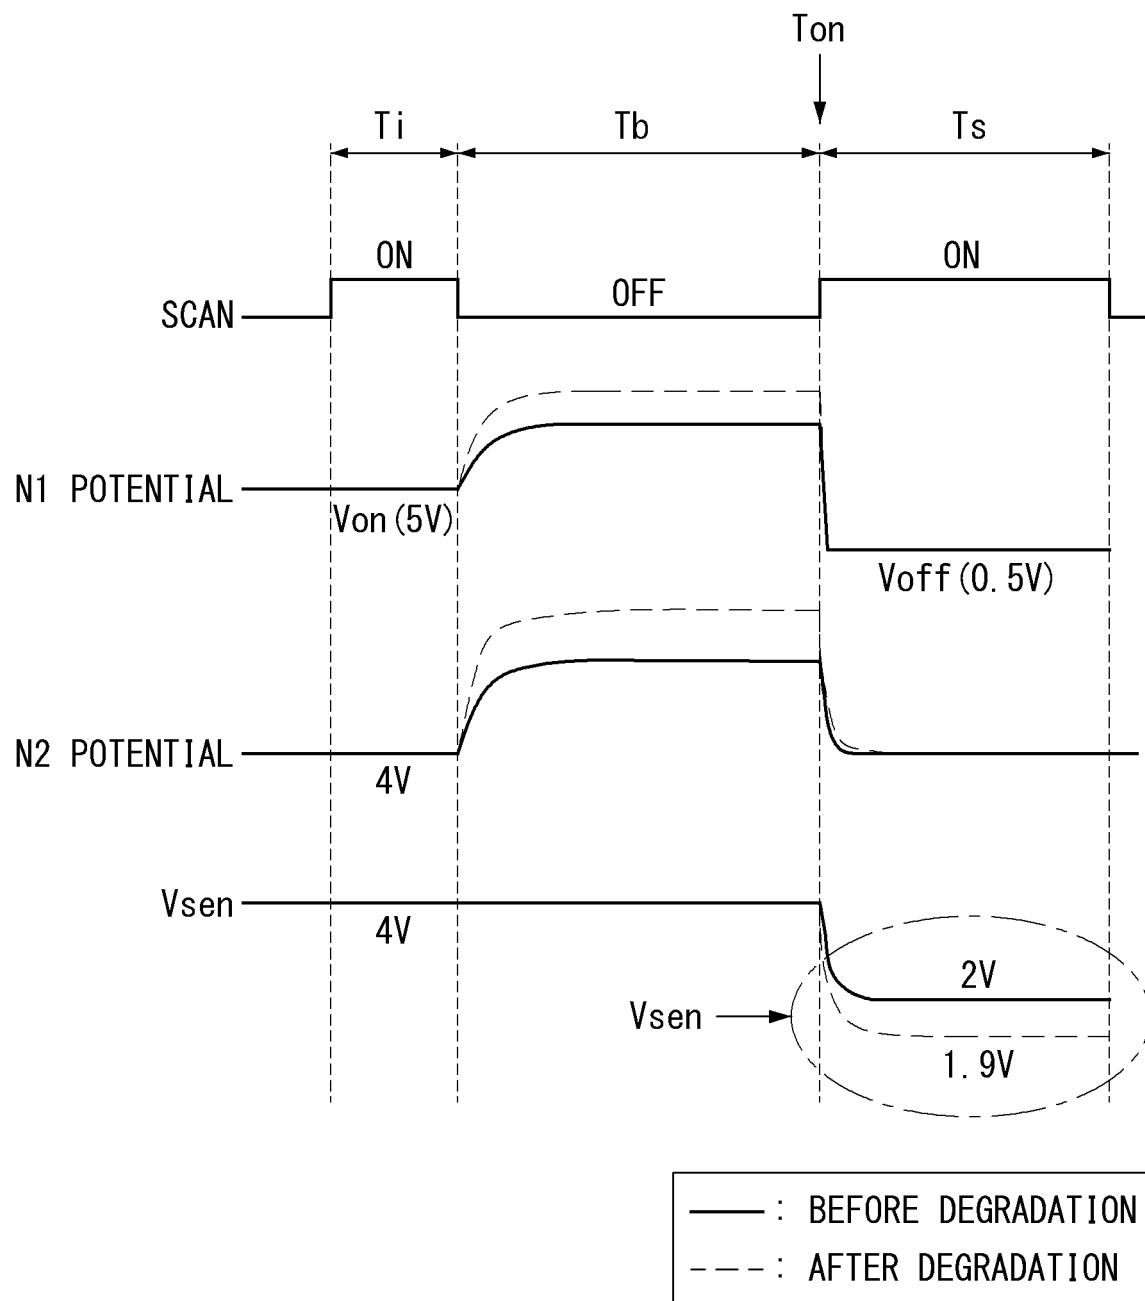 Ton
Ti Tb Ts
ON OFF ON
SCAN
N1 POTENTIAL
Von(5V)
Voff(0.5V)
N2 POTENTIAL
4V
Vsen
4V
2V
Vsen
1.9V
: BEFORE DEGRADATION
: AFTER DEGRADATION